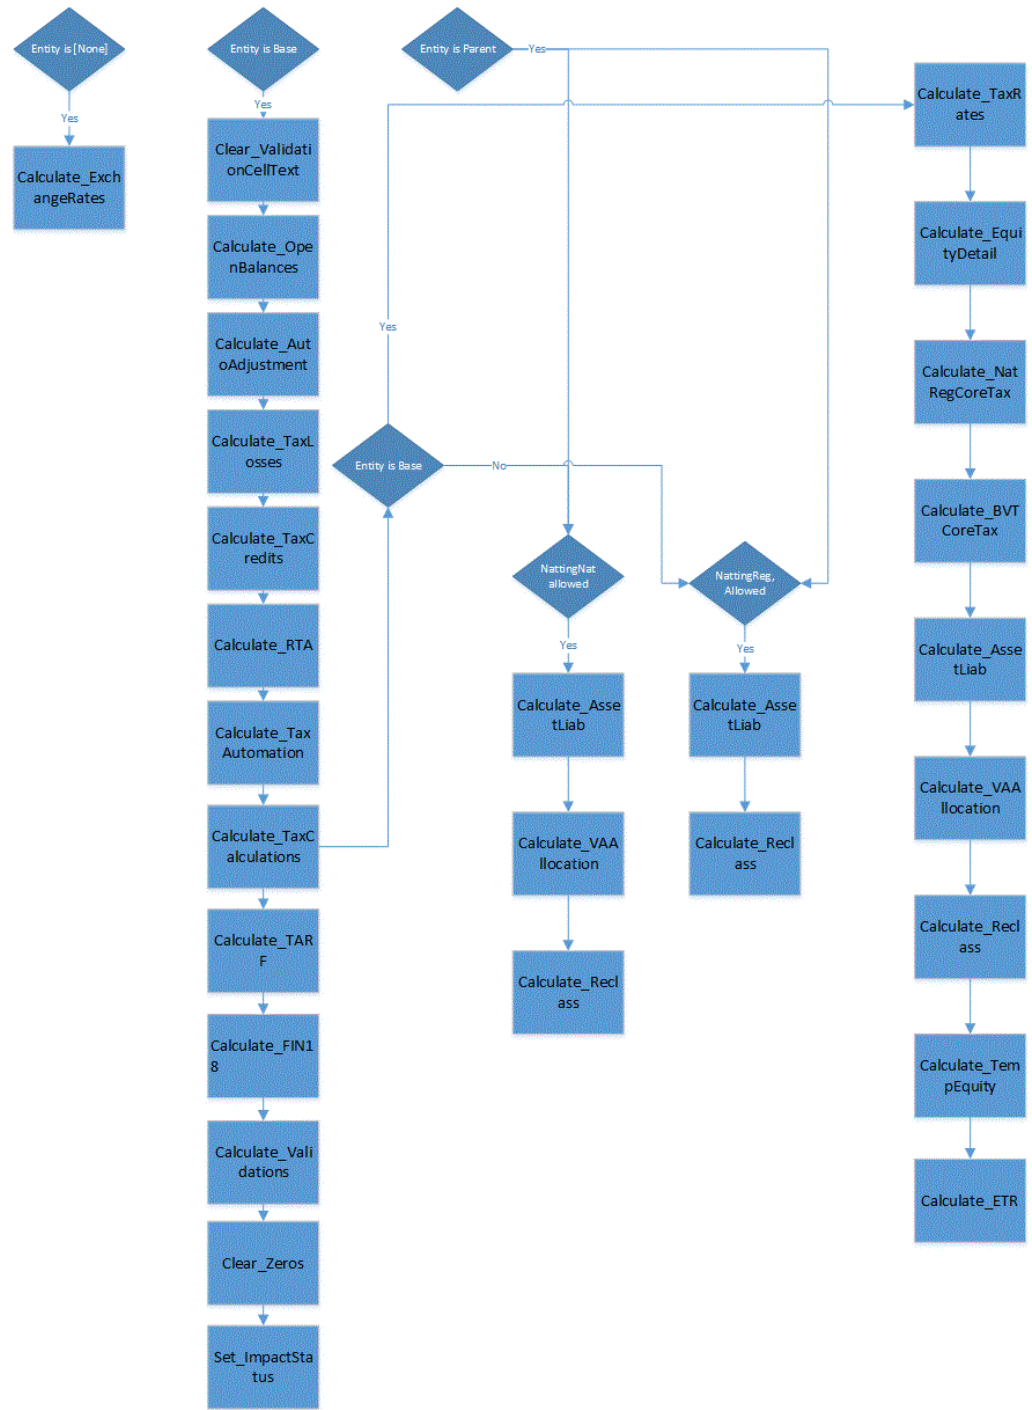 Entity is [None]
Yes
Calculate_Exch
angeRates
Entity is Base
Yes
Clear_Validati
onCellText
Calculate_Ope
nBalances
Calculate_Aut
oAdjustment
Calculate_TaxL
osses
Calculate_TaxC
redits
Calculate_RTA
Calculate_Tax
Automation
Calculate_TaxC
alculations
Calculate_TAR
F
Calculate_FIN1
8
Calculate_Vali
dations
Clear_Zeros
Set_ImpactSta
tus
Yes
Entity is Base
No
Entity is Parent
Yes
NattingNat
allowed
Yes
Calculate_Asse
tLiab
Calculate_VAA
llocation
Calculate_Recl
ass
NattingReg,
Allowed
Yes
Calculate_Asse
tLiab
Calculate_Recl
ass
Calculate_TaxR
ates
Calculate_Equi
tyDetail
Calculate_Nat
RegCoreTax
Calculate_BVT
CoreTax
Calculate_Asse
tLiab
Calculate_VAA
llocation
Calculate_Recl
ass
Calculate_Tem
pEquity
Calculate_ETR